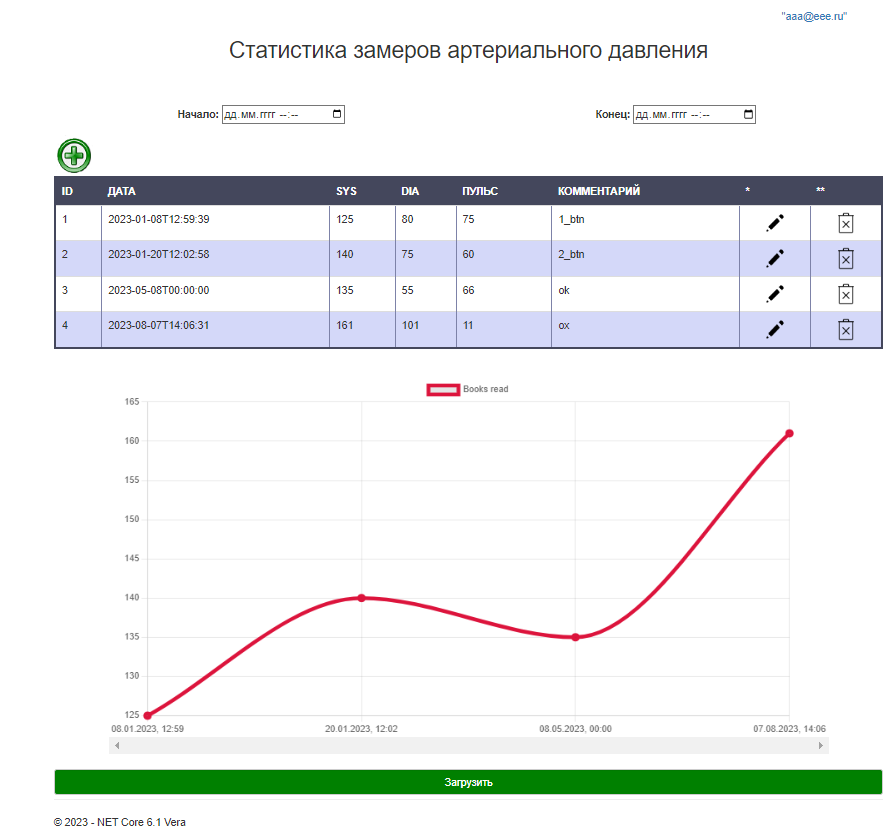 "aaa@eee.ru"
Статистика замеров артериального давления
Начало: дд.мм.гггг --:-- Конец: дд.мм.гггг --:--
ID ДАТА SYS DIA ПУЛЬС КОММЕНТАРИЙ * **
1 2023-01-08T12:59:39 125 80 75 1_btn
2 2023-01-20T12:02:58 140 75 60 2_btn
3 2023-05-08T00:00:00 135 55 66 ok
4 2023-08-07T14:06:31 161 101 11 ox
Books read
165
160
155
150
145
140
135
130
125
08.01.2023, 12:59 20.01.2023, 12:02 08.05.2023, 00:00 07.08.2023, 14:06
Загрузить
© 2023 - NET Core 6.1 Vera